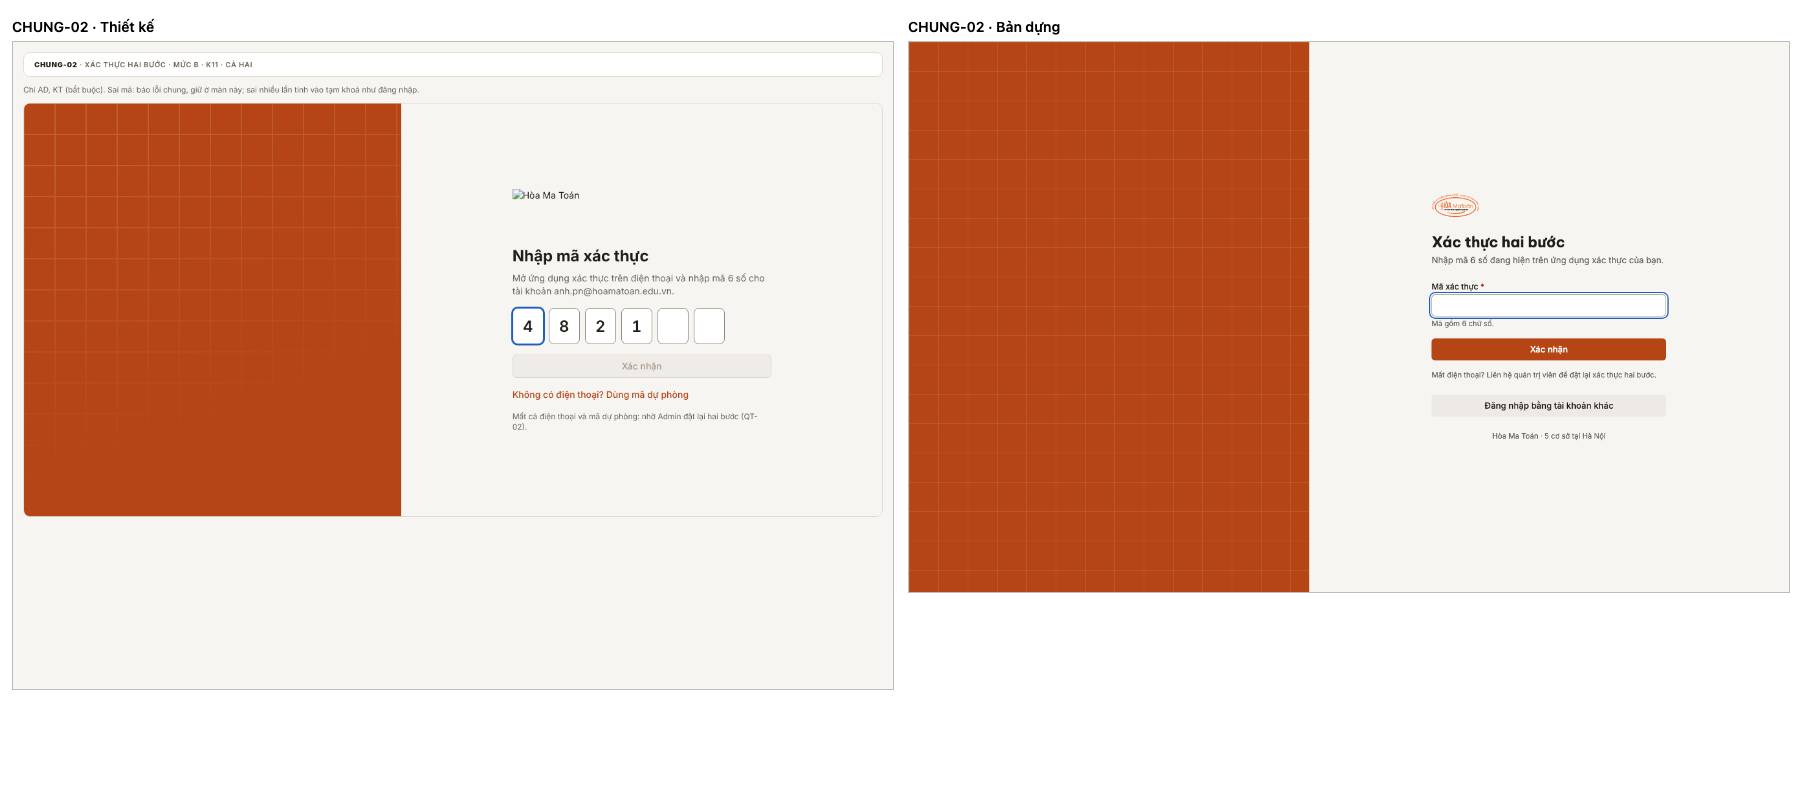 CHUNG-02 · Thiết kế
CHUNG-02 · XÁC THỰC HAI BƯỚC · MỨC B · K11 · CẢ HAI
Chỉ AD, KT (bắt buộc). Sai mã: báo lỗi chung, giữ ở màn này; sai nhiều lần tính vào tạm khoá như đăng nhập.
Hòa Ma Toán
Nhập mã xác thực
Mở ứng dụng xác thực trên điện thoại và nhập mã 6 số cho
tài khoản anh.pn@hoamatoan.edu.vn.
4 8 2 1
Xác nhận
Không có điện thoại? Dùng mã dự phòng
Mất cả điện thoại và mã dự phòng: nhờ Admin đặt lại hai bước (QT-
02).
CHUNG-02 · Bản dựng
HÒA Matoán
Xác thực hai bước
Nhập mã 6 số đang hiện trên ứng dụng xác thực của bạn.
Mã xác thực *
Mã gồm 6 chữ số.
Xác nhận
Mất điện thoại? Liên hệ quản trị viên để đặt lại xác thực hai bước.
Đăng nhập bằng tài khoản khác
Hòa Ma Toán · 5 cơ sở tại Hà Nội